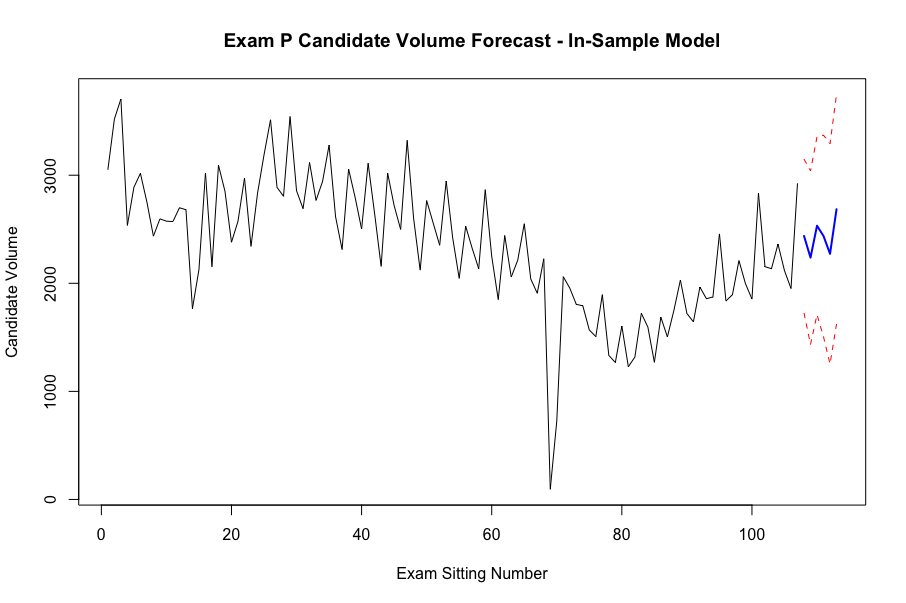 Exam P Candidate Volume Forecast - In-Sample Model
Candidate Volume
3000
2000
1000
0
0 20 40 60 80 100
Exam Sitting Number